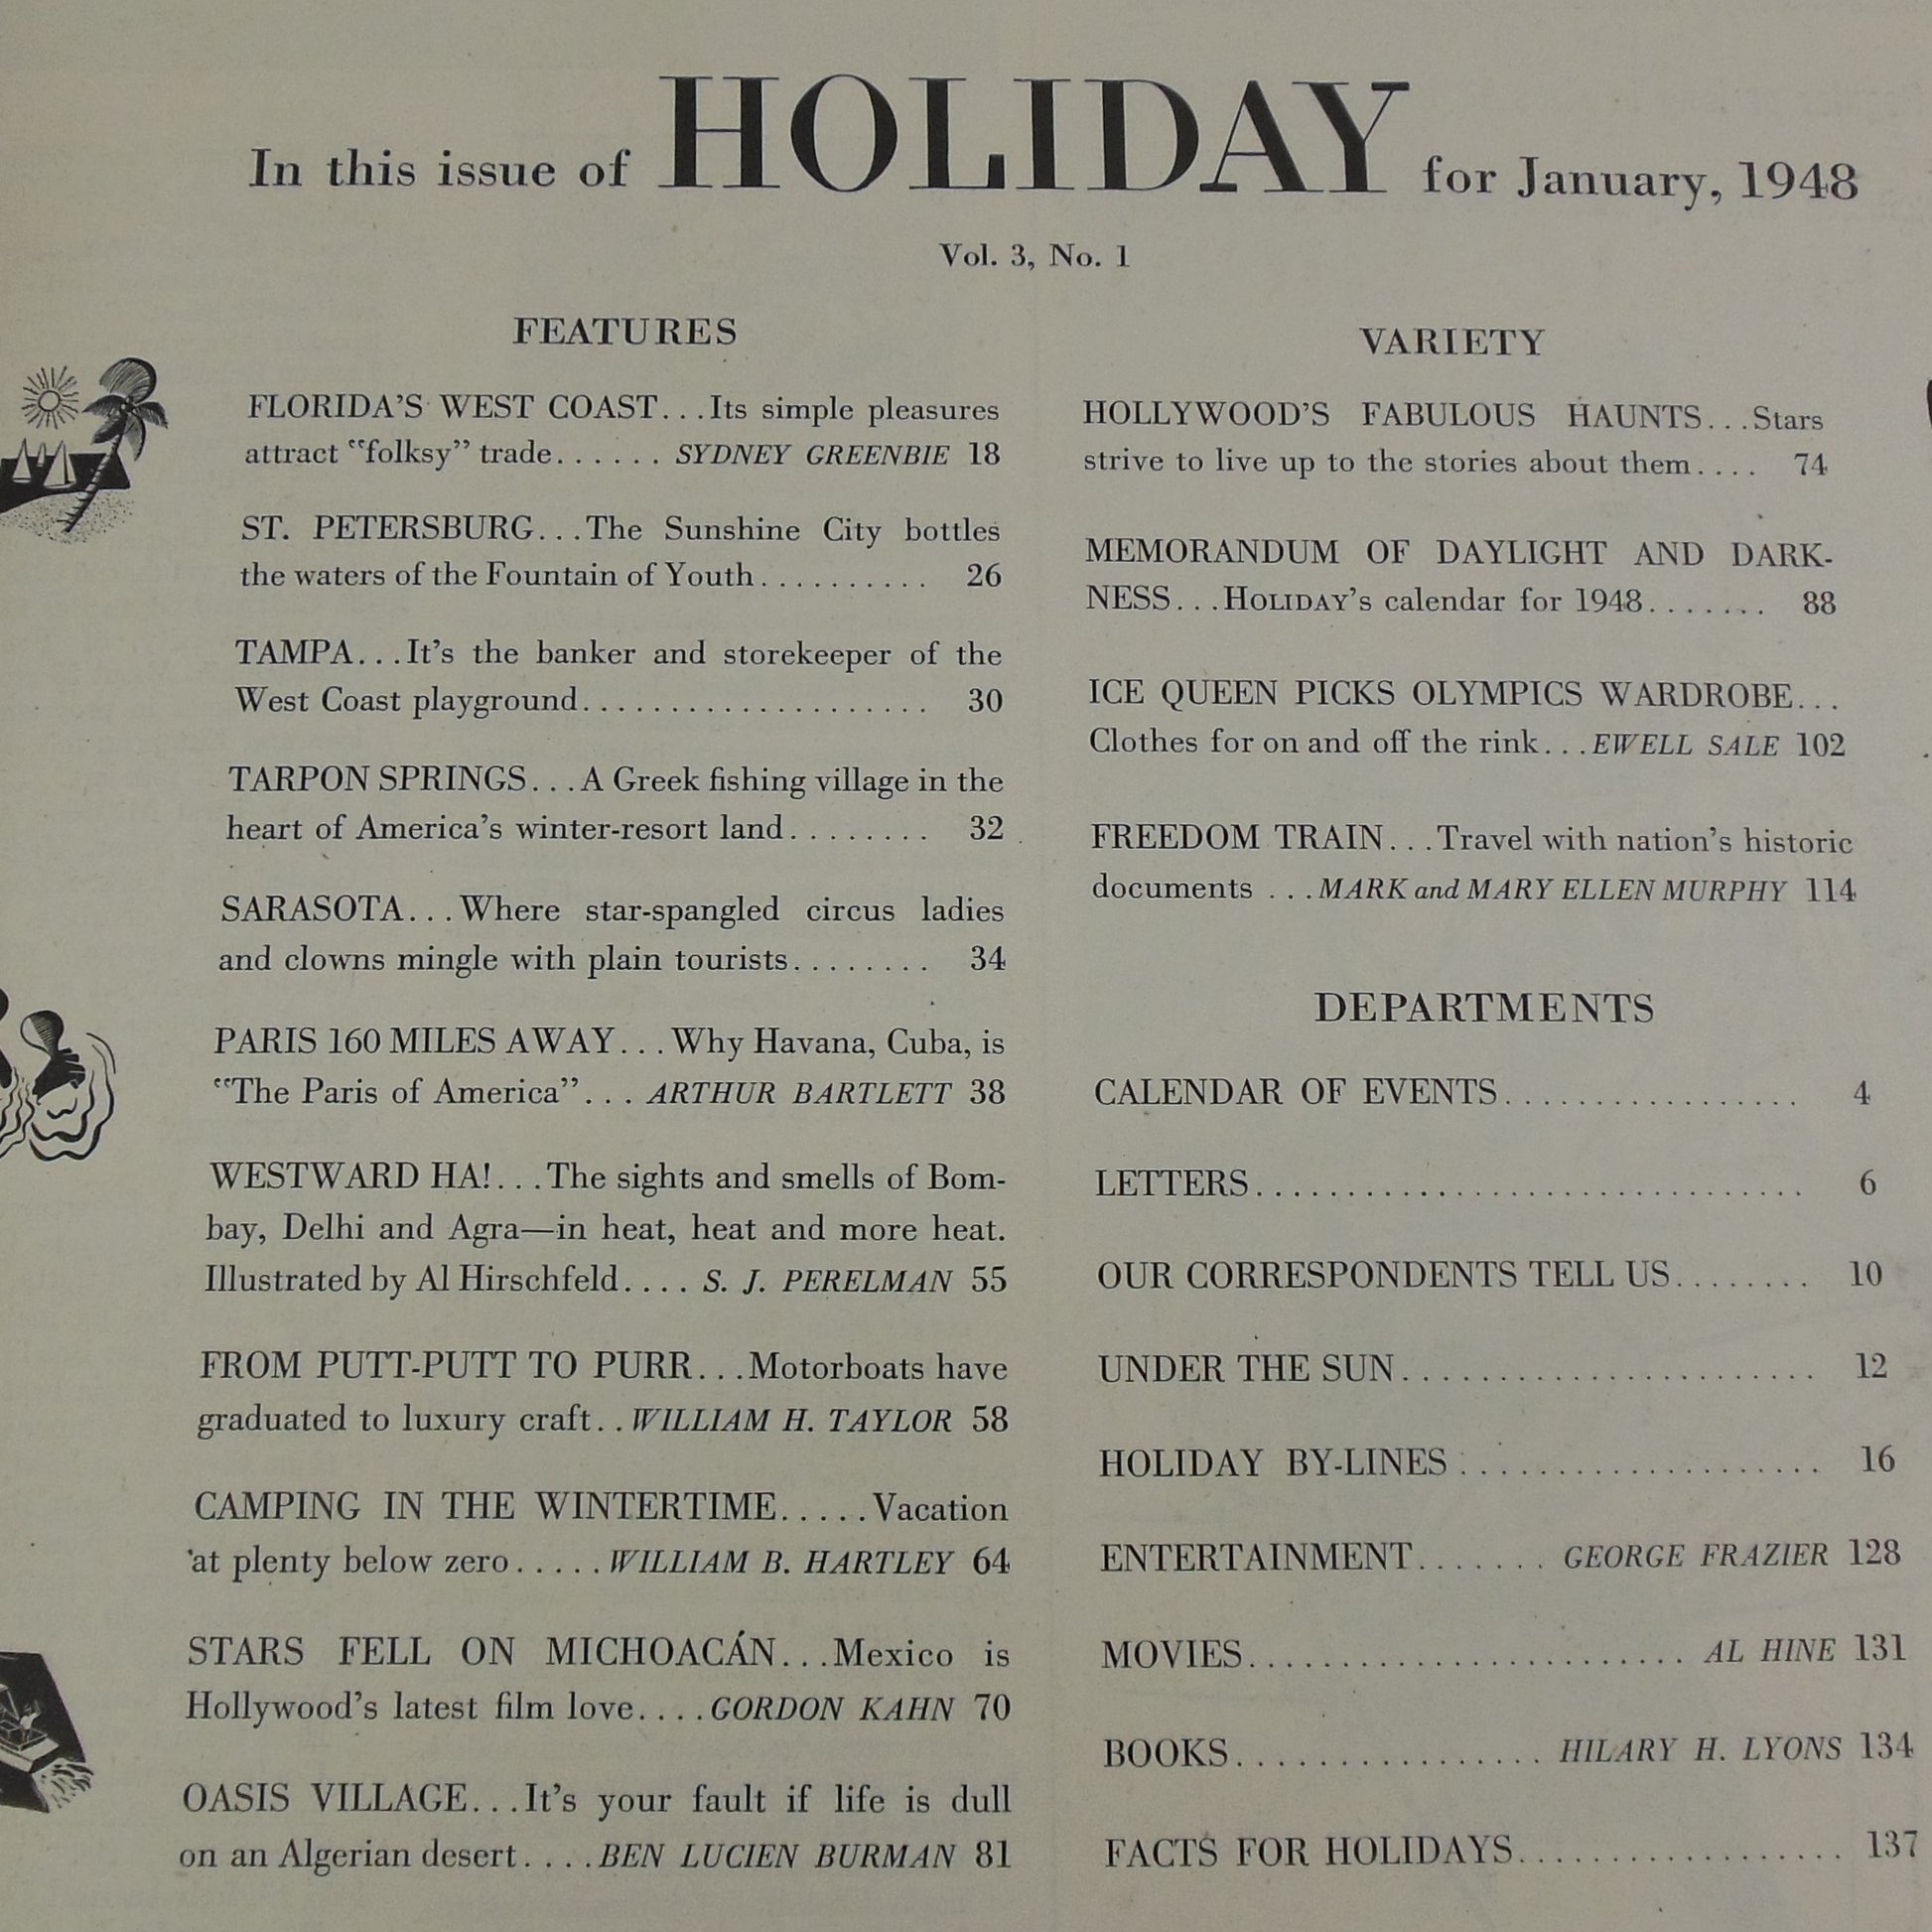 In this issue of HOLIDAY for January, 1948
Vol. 3, No. 1
FEATURES
FLORIDA'S WEST COAST...Its simple pleasures
attract "folksy" trade...... SYDNEY GREENBIE 18
ST. PETERSBURG...The Sunshine City bottles
the waters of the Fountain of Youth.......... 26
TAMPA...It's the banker and storekeeper of the
West Coast playground.................... 30
TARPON SPRINGS...A Greek fishing village in the
heart of America's winter-resort land........ 32
SARASOTA...Where star-spangled circus ladies
and clowns mingle with plain tourists........ 34
PARIS 160 MILES AWAY...Why Havana, Cuba, is
"The Paris of America"... ARTHUR BARTLETT 38
WESTWARD HA!...The sights and smells of Bom-
bay, Delhi and Agra—in heat, heat and more heat.
Illustrated by Al Hirschfeld.... S. J. PERELMAN 55
FROM PUTT-PUTT TO PURR...Motorboats have
graduated to luxury craft..WILLIAM H. TAYLOR 58
CAMPING IN THE WINTERTIME.....Vacation
at plenty below zero.....WILLIAM B. HARTLEY 64
STARS FELL ON MICHOACÁN...Mexico is
Hollywood's latest film love....GORDON KAHN 70
OASIS VILLAGE...It's your fault if life is dull
on an Algerian desert....BEN LUCIEN BURMAN 81
VARIETY
HOLLYWOOD'S FABULOUS HAUNTS...Stars
strive to live up to the stories about them.... 74
MEMORANDUM OF DAYLIGHT AND DARK-
NESS...HOLIDAY's calendar for 1948....... 88
ICE QUEEN PICKS OLYMPICS WARDROBE...
Clothes for on and off the rink...EWELL SALE 102
FREEDOM TRAIN...Travel with nation's historic
documents ...MARK and MARY ELLEN MURPHY 114
DEPARTMENTS
CALENDAR OF EVENTS................. 4
LETTERS............................... 6
OUR CORRESPONDENTS TELL US........ 10
UNDER THE SUN....................... 12
HOLIDAY BY-LINES.................... 16
ENTERTAINMENT....... GEORGE FRAZIER 128
MOVIES........................ AL HINE 131
BOOKS................. HILARY H. LYONS 134
FACTS FOR HOLIDAYS.................. 137